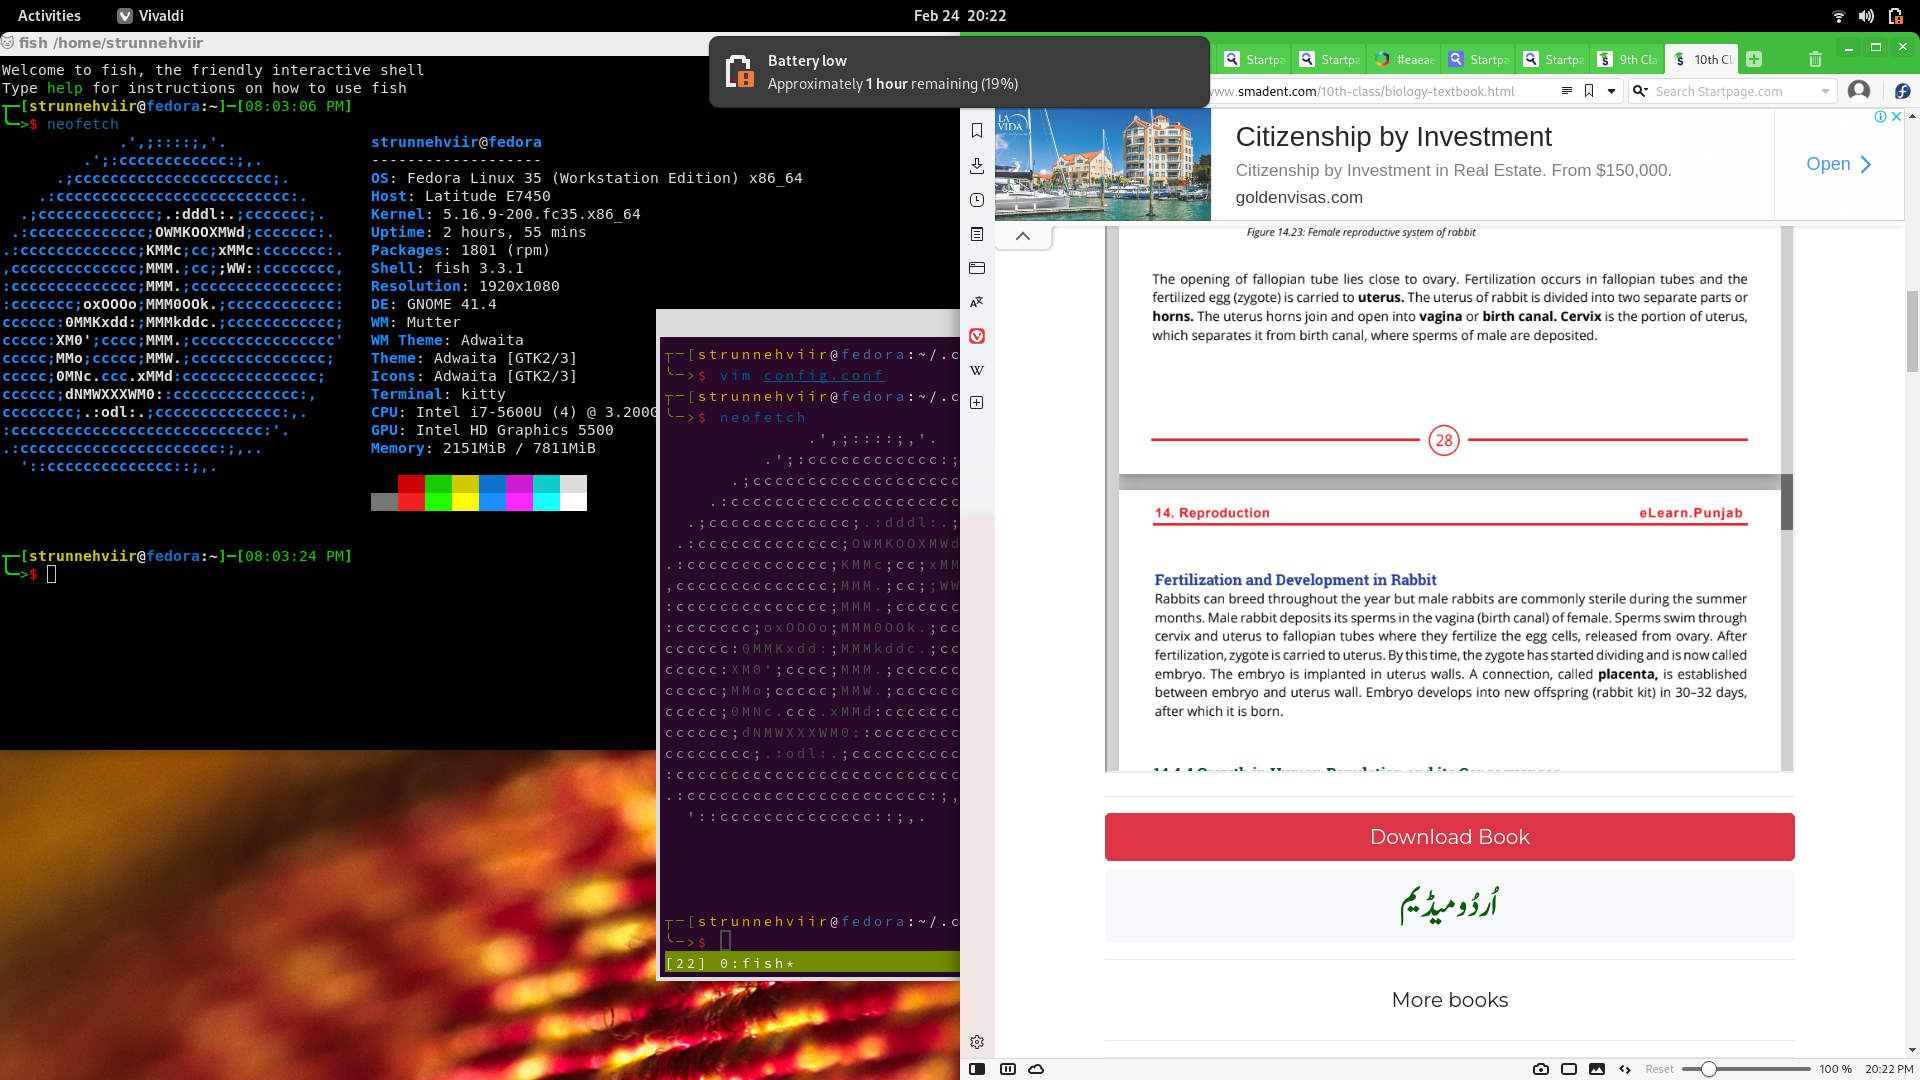 Activities
Vivaldi
Feb 24 20:22
fish /home/strunnehviir
Welcome to fish, the friendly interactive shell
Type help for instructions on how to use fish
[strunnehviir@fedora:~]─[08:03:06 PM]
╰─>$ neofetch
strunnehviir@fedora
-------------------
OS: Fedora Linux 35 (Workstation Edition) x86_64
Host: Latitude E7450
Kernel: 5.16.9-200.fc35.x86_64
Uptime: 2 hours, 55 mins
Packages: 1801 (rpm)
Shell: fish 3.3.1
Resolution: 1920x1080
DE: GNOME 41.4
WM: Mutter
WM Theme: Adwaita
Theme: Adwaita [GTK2/3]
Icons: Adwaita [GTK2/3]
Terminal: kitty
CPU: Intel i7-5600U (4) @ 3.200G
GPU: Intel HD Graphics 5500
Memory: 2151MiB / 7811MiB
[strunnehviir@fedora:~]─[08:03:24 PM]
╰─>$
[strunnehviir@fedora:~/.c
╰─>$ vim config.conf
[strunnehviir@fedora:~/.c
╰─>$ neofetch
[strunnehviir@fedora:~/.c
╰─>$
[22] 0:fish*
Battery low
Approximately 1 hour remaining (19%)
Startpa
Startpa
#eaeae
Startpa
Startpa
9th Cla
10th Cl
www.smadent.com/10th-class/biology-textbook.html
Search Startpage.com
LA VIDA
Citizenship by Investment
Citizenship by Investment in Real Estate. From $150,000.
goldenvisas.com
Open
Figure 14.23: Female reproductive system of rabbit
The opening of fallopian tube lies close to ovary. Fertilization occurs in fallopian tubes and the
fertilized egg (zygote) is carried to uterus. The uterus of rabbit is divided into two separate parts or
horns. The uterus horns join and open into vagina or birth canal. Cervix is the portion of uterus,
which separates it from birth canal, where sperms of male are deposited.
28
14. Reproduction
eLearn.Punjab
Fertilization and Development in Rabbit
Rabbits can breed throughout the year but male rabbits are commonly sterile during the summer
months. Male rabbit deposits its sperms in the vagina (birth canal) of female. Sperms swim through
cervix and uterus to fallopian tubes where they fertilize the egg cells, released from ovary. After
fertilization, zygote is carried to uterus. By this time, the zygote has started dividing and is now called
embryo. The embryo is implanted in uterus walls. A connection, called placenta, is established
between embryo and uterus wall. Embryo develops into new offspring (rabbit kit) in 30–32 days,
after which it is born.
Download Book
اُردُو میڈیم
More books
Reset
100 %
20:22 PM